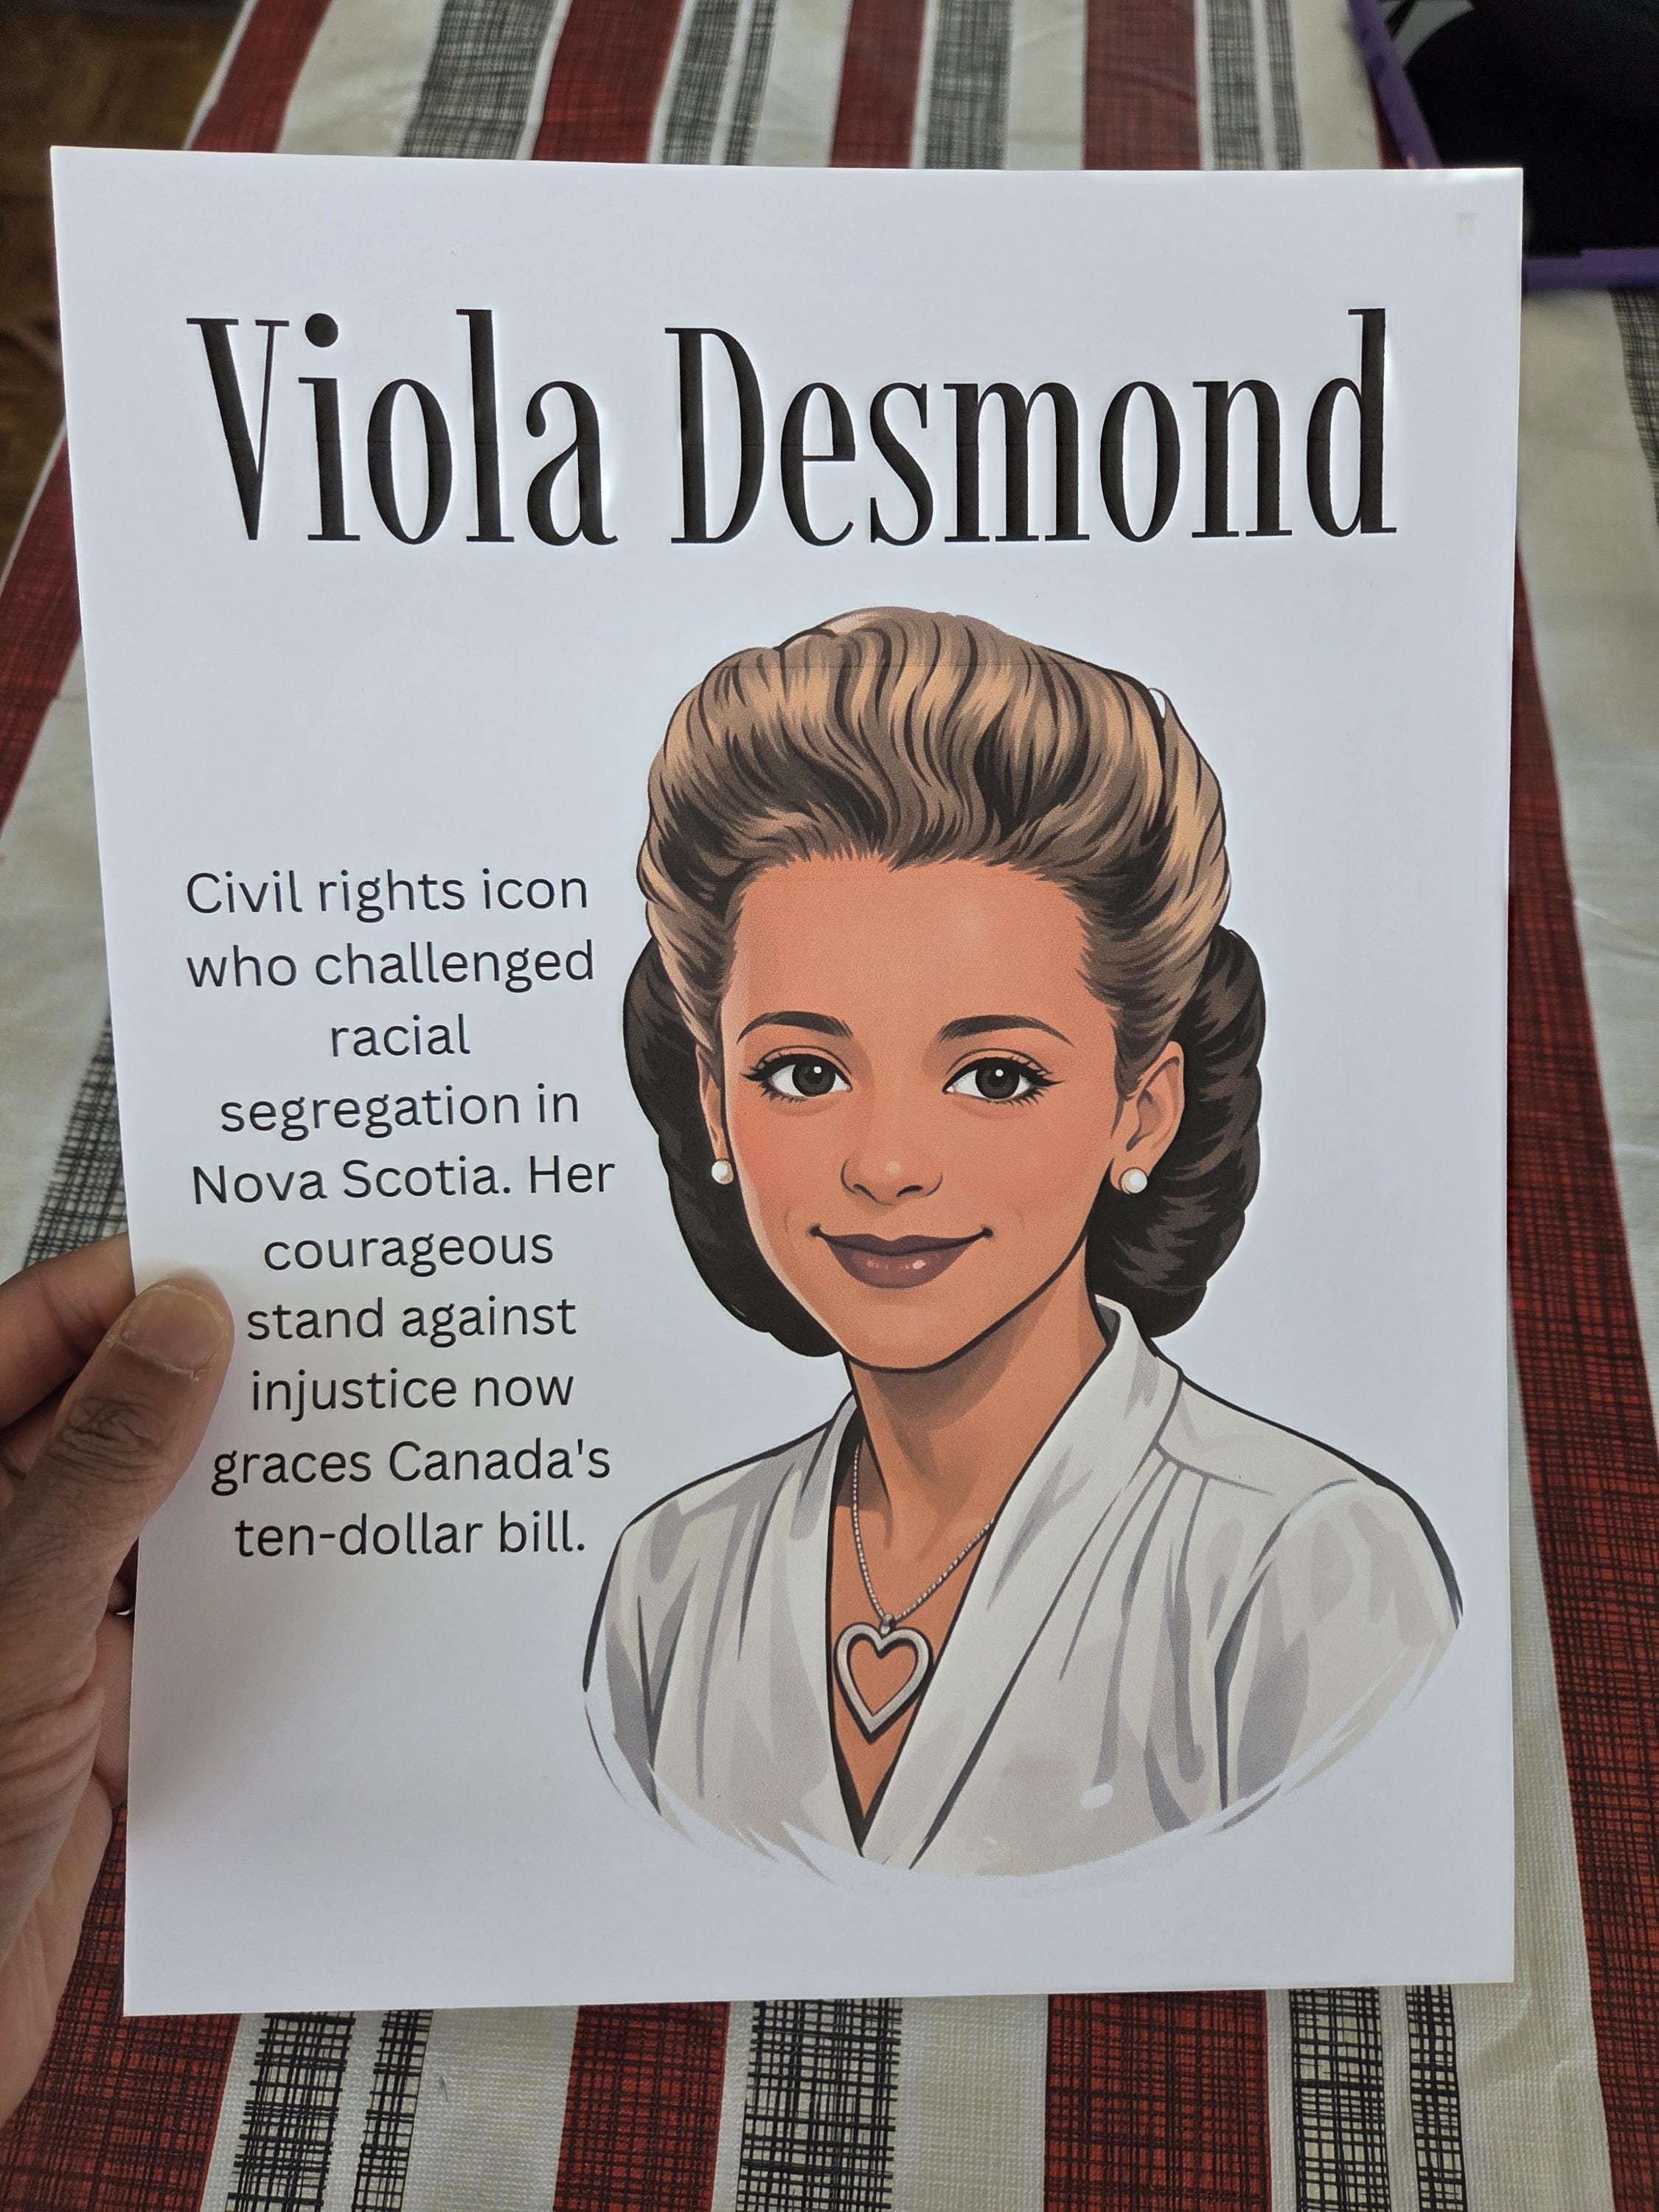 Viola Desmond
Civil rights icon
who challenged
racial
segregation in
Nova Scotia. Her
courageous
stand against
injustice now
graces Canada's
ten-dollar bill.